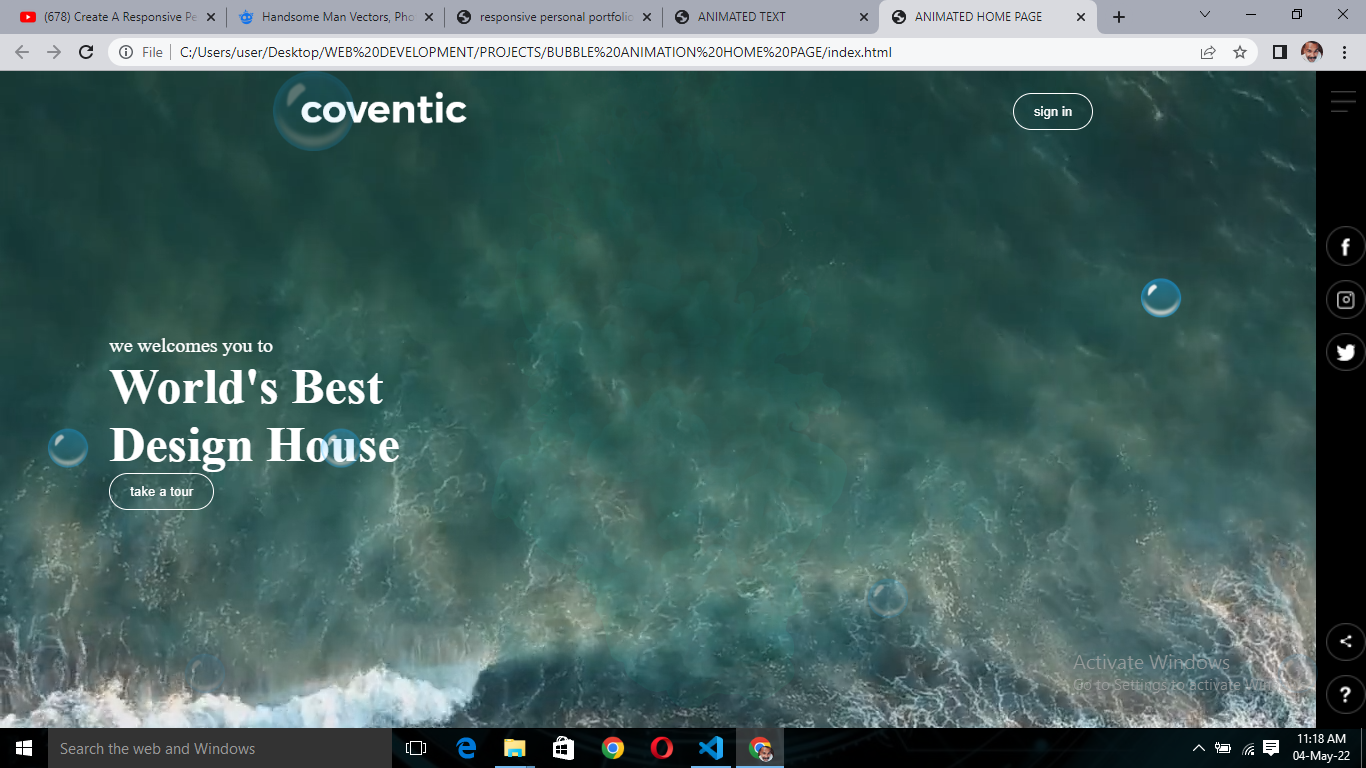 (678) Create A Responsive Pe
Handsome Man Vectors, Pho
responsive personal portfolio
ANIMATED TEXT
ANIMATED HOME PAGE
File
C:/Users/user/Desktop/WEB%20DEVELOPMENT/PROJECTS/BUBBLE%20ANIMATION%20HOME%20PAGE/index.html
coventic
sign in
we welcomes you to
World's Best
Design House
take a tour
Activate Windows
Go to Settings to activate Win
Search the web and Windows
11:18 AM
04-May-22